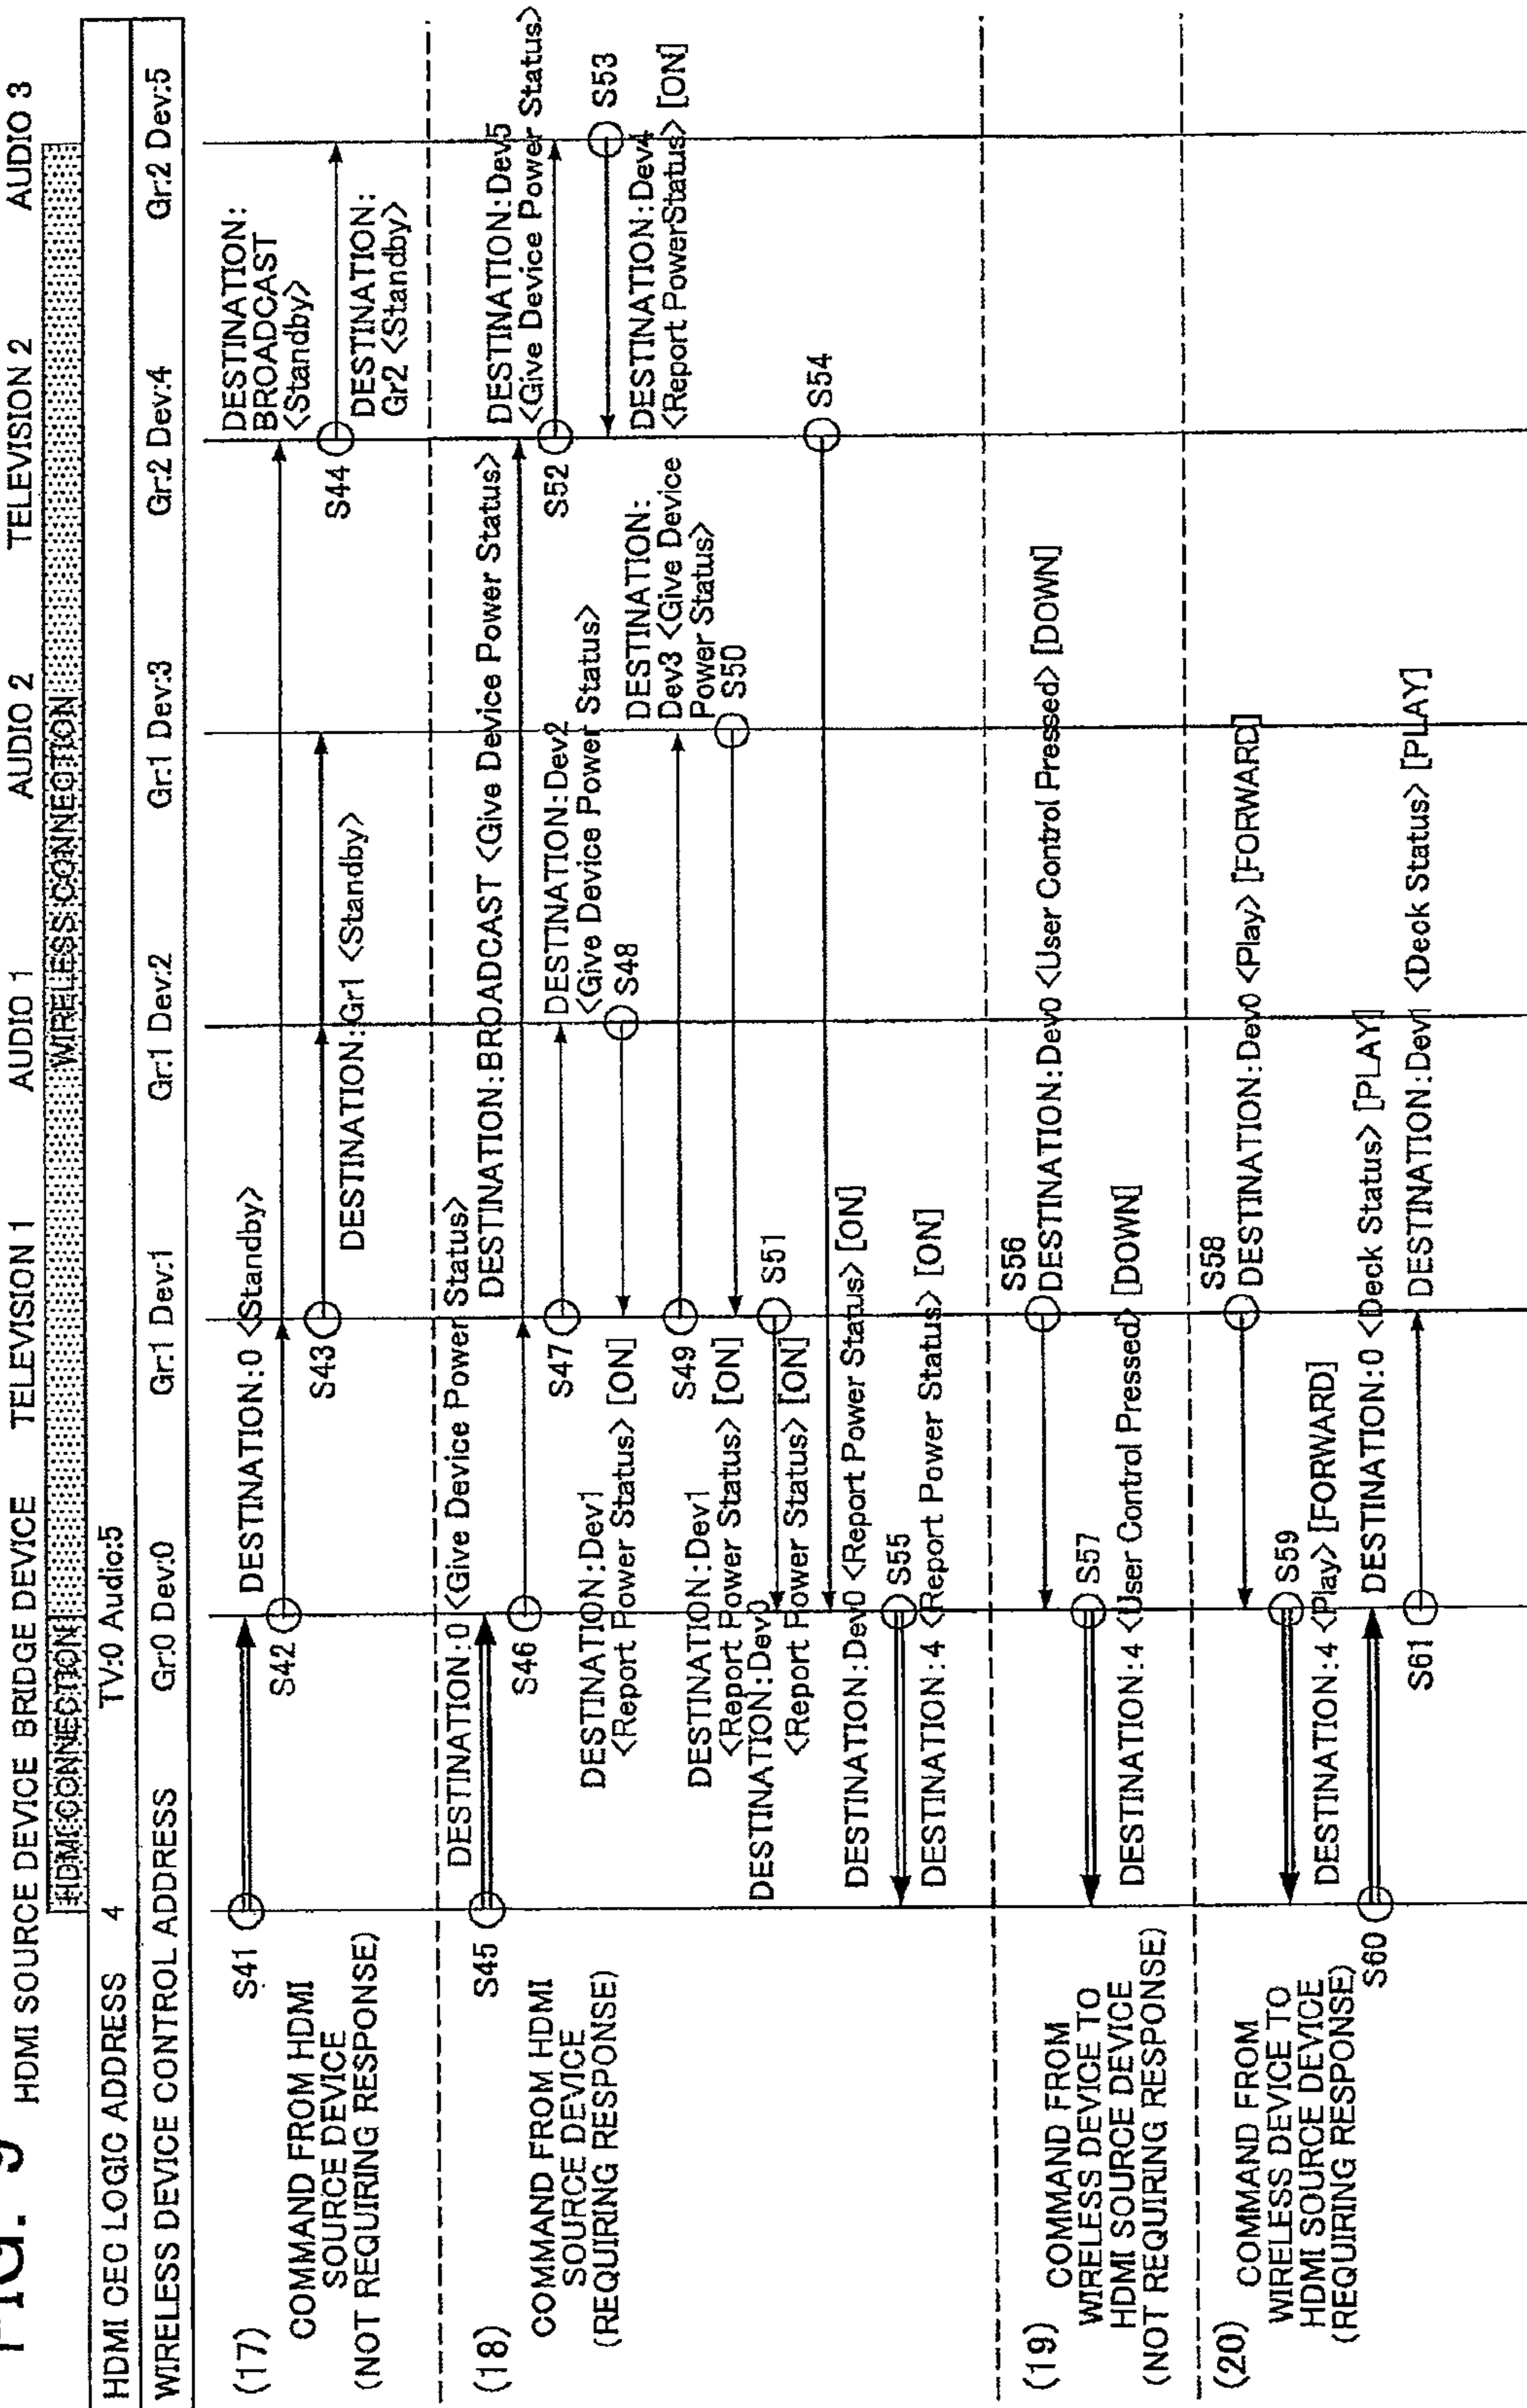 FIG. 9
HDMI SOURCE DEVICE BRIDGE DEVICE TELEVISION 1 AUDIO 1 AUDIO 2 TELEVISION 2 AUDIO 3
HDMI CONNECTION WIRELESS CONNECTION
HDMI CEC LOGIC ADDRESS 4 TV:0 Audio:5
WIRELESS DEVICE CONTROL ADDRESS Gr:0 Dev:0 Gr:1 Dev:1 Gr:1 Dev:2 Gr:1 Dev:3 Gr:2 Dev:4 Gr:2 Dev:5
(17)
COMMAND FROM HDMI
SOURCE DEVICE
(NOT REQUIRING RESPONSE)
S41
DESTINATION:0 <Standby>
S42
DESTINATION:
BROADCAST
<Standby>
S43
DESTINATION:Gr1 <Standby>
S44
DESTINATION:
Gr2 <Standby>
(18)
COMMAND FROM HDMI
SOURCE DEVICE
(REQUIRING RESPONSE)
S45
DESTINATION:0 <Give Device Power Status>
S46
DESTINATION:BROADCAST <Give Device Power Status>
S47
DESTINATION:Dev2
<Give Device Power Status>
S48
DESTINATION:Dev1
<Report Power Status> [ON]
S49
DESTINATION:
Dev3 <Give Device
Power Status>
S50
DESTINATION:Dev1
<Report Power Status> [ON]
S51
DESTINATION:Dev0
<Report Power Status> [ON]
S52
DESTINATION:Dev5
<Give Device Power Status>
S53
DESTINATION:Dev4
<Report PowerStatus> [ON]
S54
DESTINATION:Dev0 <Report Power Status> [ON]
S55
DESTINATION:4 <Report Power Status> [ON]
(19)
COMMAND FROM
WIRELESS DEVICE TO
HDMI SOURCE DEVICE
(NOT REQUIRING RESPONSE)
S56
DESTINATION:Dev0 <User Control Pressed> [DOWN]
S57
DESTINATION:4 <User Control Pressed> [DOWN]
(20)
COMMAND FROM
WIRELESS DEVICE TO
HDMI SOURCE DEVICE
(REQUIRING RESPONSE)
S58
DESTINATION:Dev0 <Play> [FORWARD]
S59
DESTINATION:4 <Play> [FORWARD]
S60
DESTINATION:0 <Deck Status> [PLAY]
S61
DESTINATION:Dev1 <Deck Status> [PLAY]